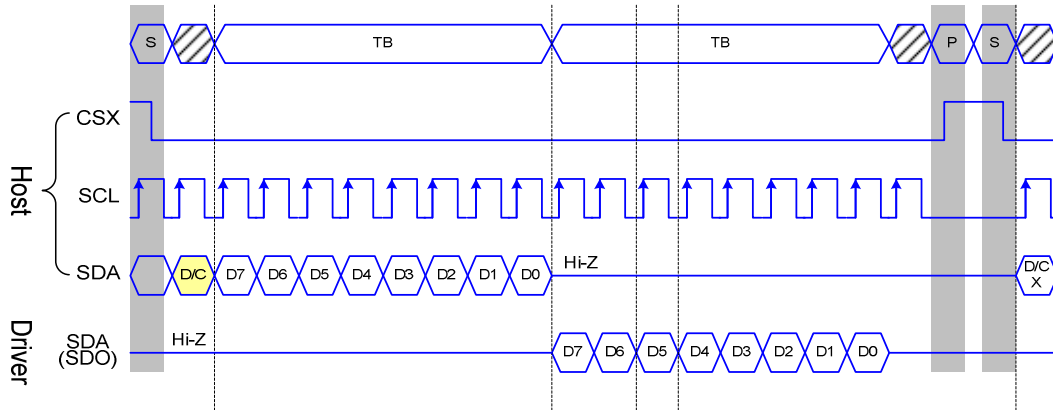 S TB TB P S
CSX
SCL
Host
SDA D/C D7 D6 D5 D4 D3 D2 D1 D0 Hi-Z D/C
X
Driver
SDA Hi-Z
(SDO) D7 D6 D5 D4 D3 D2 D1 D0